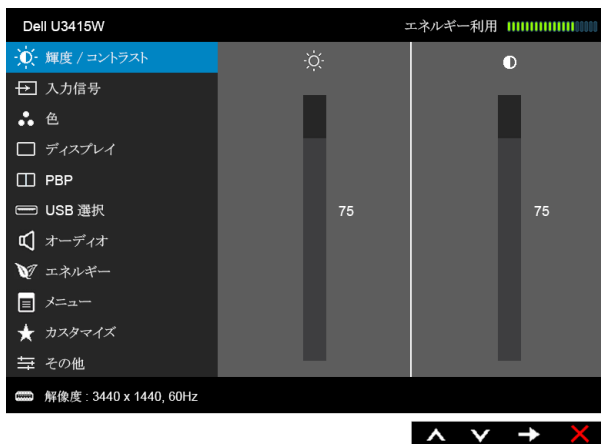 Dell U3415W
エネルギー利用
輝度 / コントラスト
入力信号
色
ディスプレイ
PBP
USB 選択
オーディオ
エネルギー
メニュー
カスタマイズ
その他
75
75
解像度 : 3440 x 1440, 60Hz